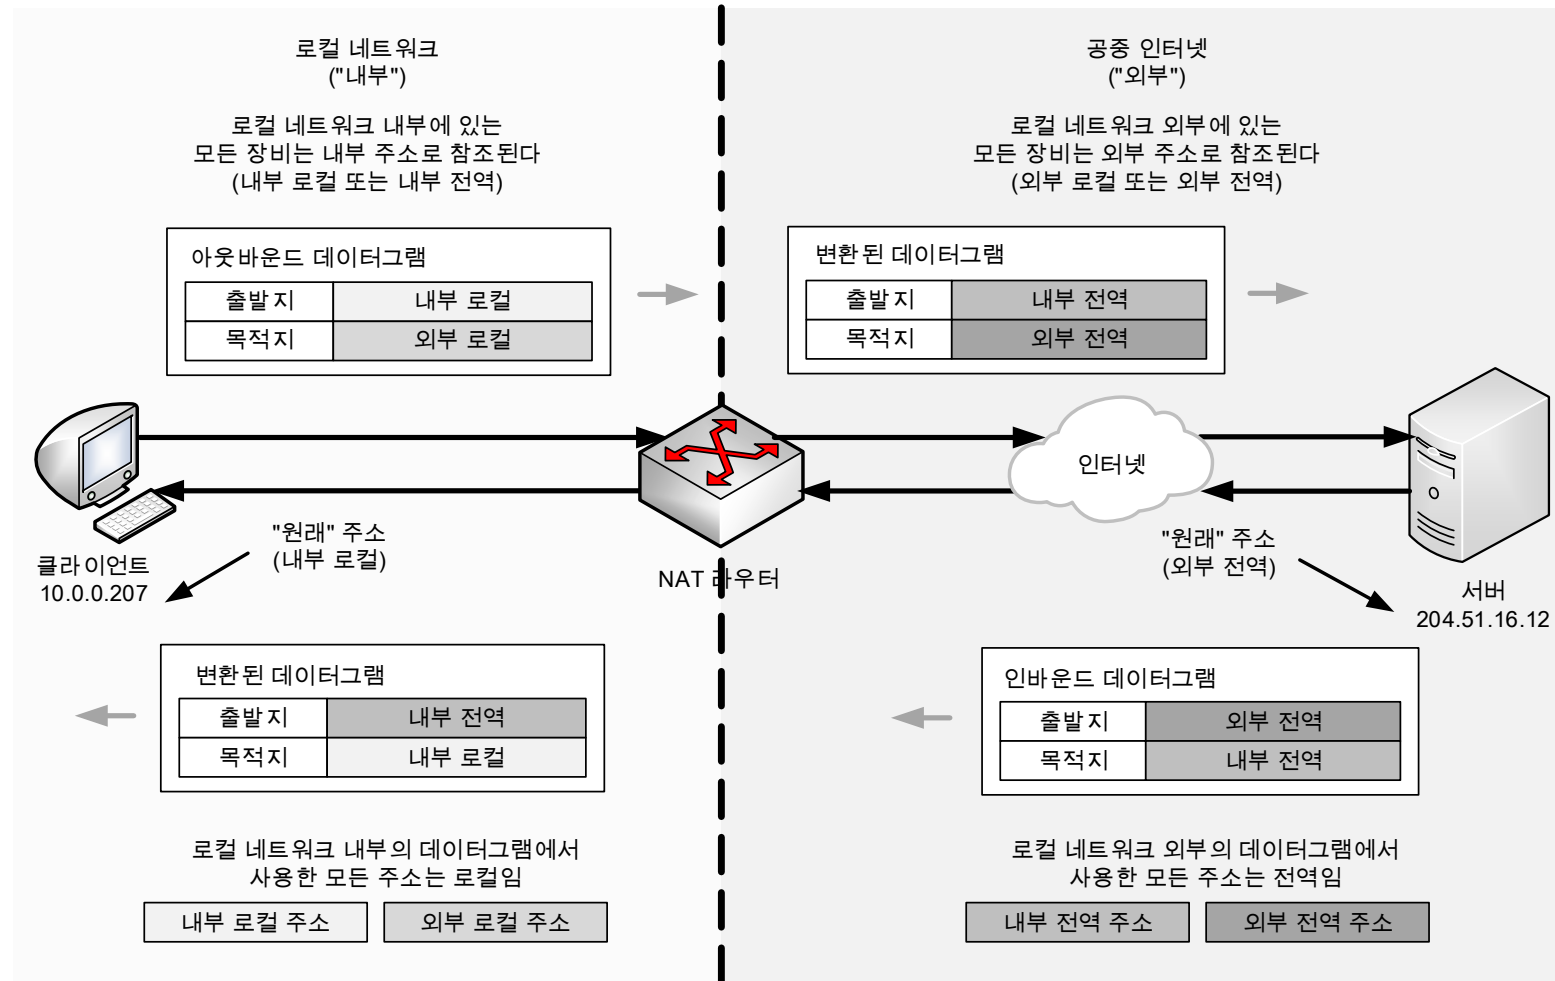 로컬 네트워크
("내부")
로컬 네트워크 내부에 있는
모든 장비는 내부 주소로 참조된다
(내부 로컬 또는 내부 전역)
공중 인터넷
("외부")
로컬 네트워크 외부에 있는
모든 장비는 외부 주소로 참조된다
(외부 로컬 또는 외부 전역)
아웃바운드 데이터그램
출발지 내부 로컬
목적지 외부 로컬
변환된 데이터그램
출발지 내부 전역
목적지 외부 전역
인터넷
"원래" 주소
(내부 로컬)
클라이언트
10.0.0.207
NAT 라우터
"원래" 주소
(외부 전역)
서버
204.51.16.12
변환된 데이터그램
출발지 내부 전역
목적지 내부 로컬
인바운드 데이터그램
출발지 외부 전역
목적지 내부 전역
로컬 네트워크 내부의 데이터그램에서
사용한 모든 주소는 로컬임
내부 로컬 주소 외부 로컬 주소
로컬 네트워크 외부의 데이터그램에서
사용한 모든 주소는 전역임
내부 전역 주소 외부 전역 주소